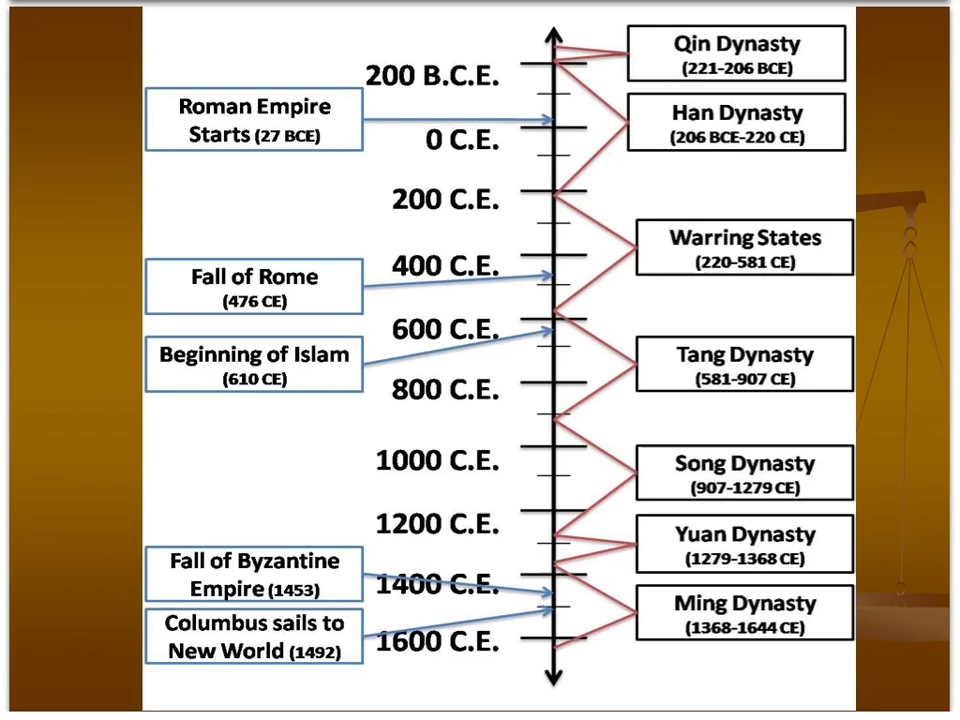 Qin Dynasty
(221-206 BCE)
200 B.C.E.
Roman Empire
Starts (27 BCE)
Han Dynasty
(206 BCE-220 CE)
0 C.E.
200 C.E.
Warring States
(220-581 CE)
400 C.E.
Fall of Rome
(476 CE)
600 C.E.
Beginning of Islam
(610 CE)
Tang Dynasty
(581-907 CE)
800 C.E.
1000 C.E.
Song Dynasty
(907-1279 CE)
1200 C.E.
Yuan Dynasty
(1279-1368 CE)
Fall of Byzantine
Empire (1453)
1400 C.E.
Ming Dynasty
(1368-1644 CE)
Columbus sails to
New World (1492)
1600 C.E.